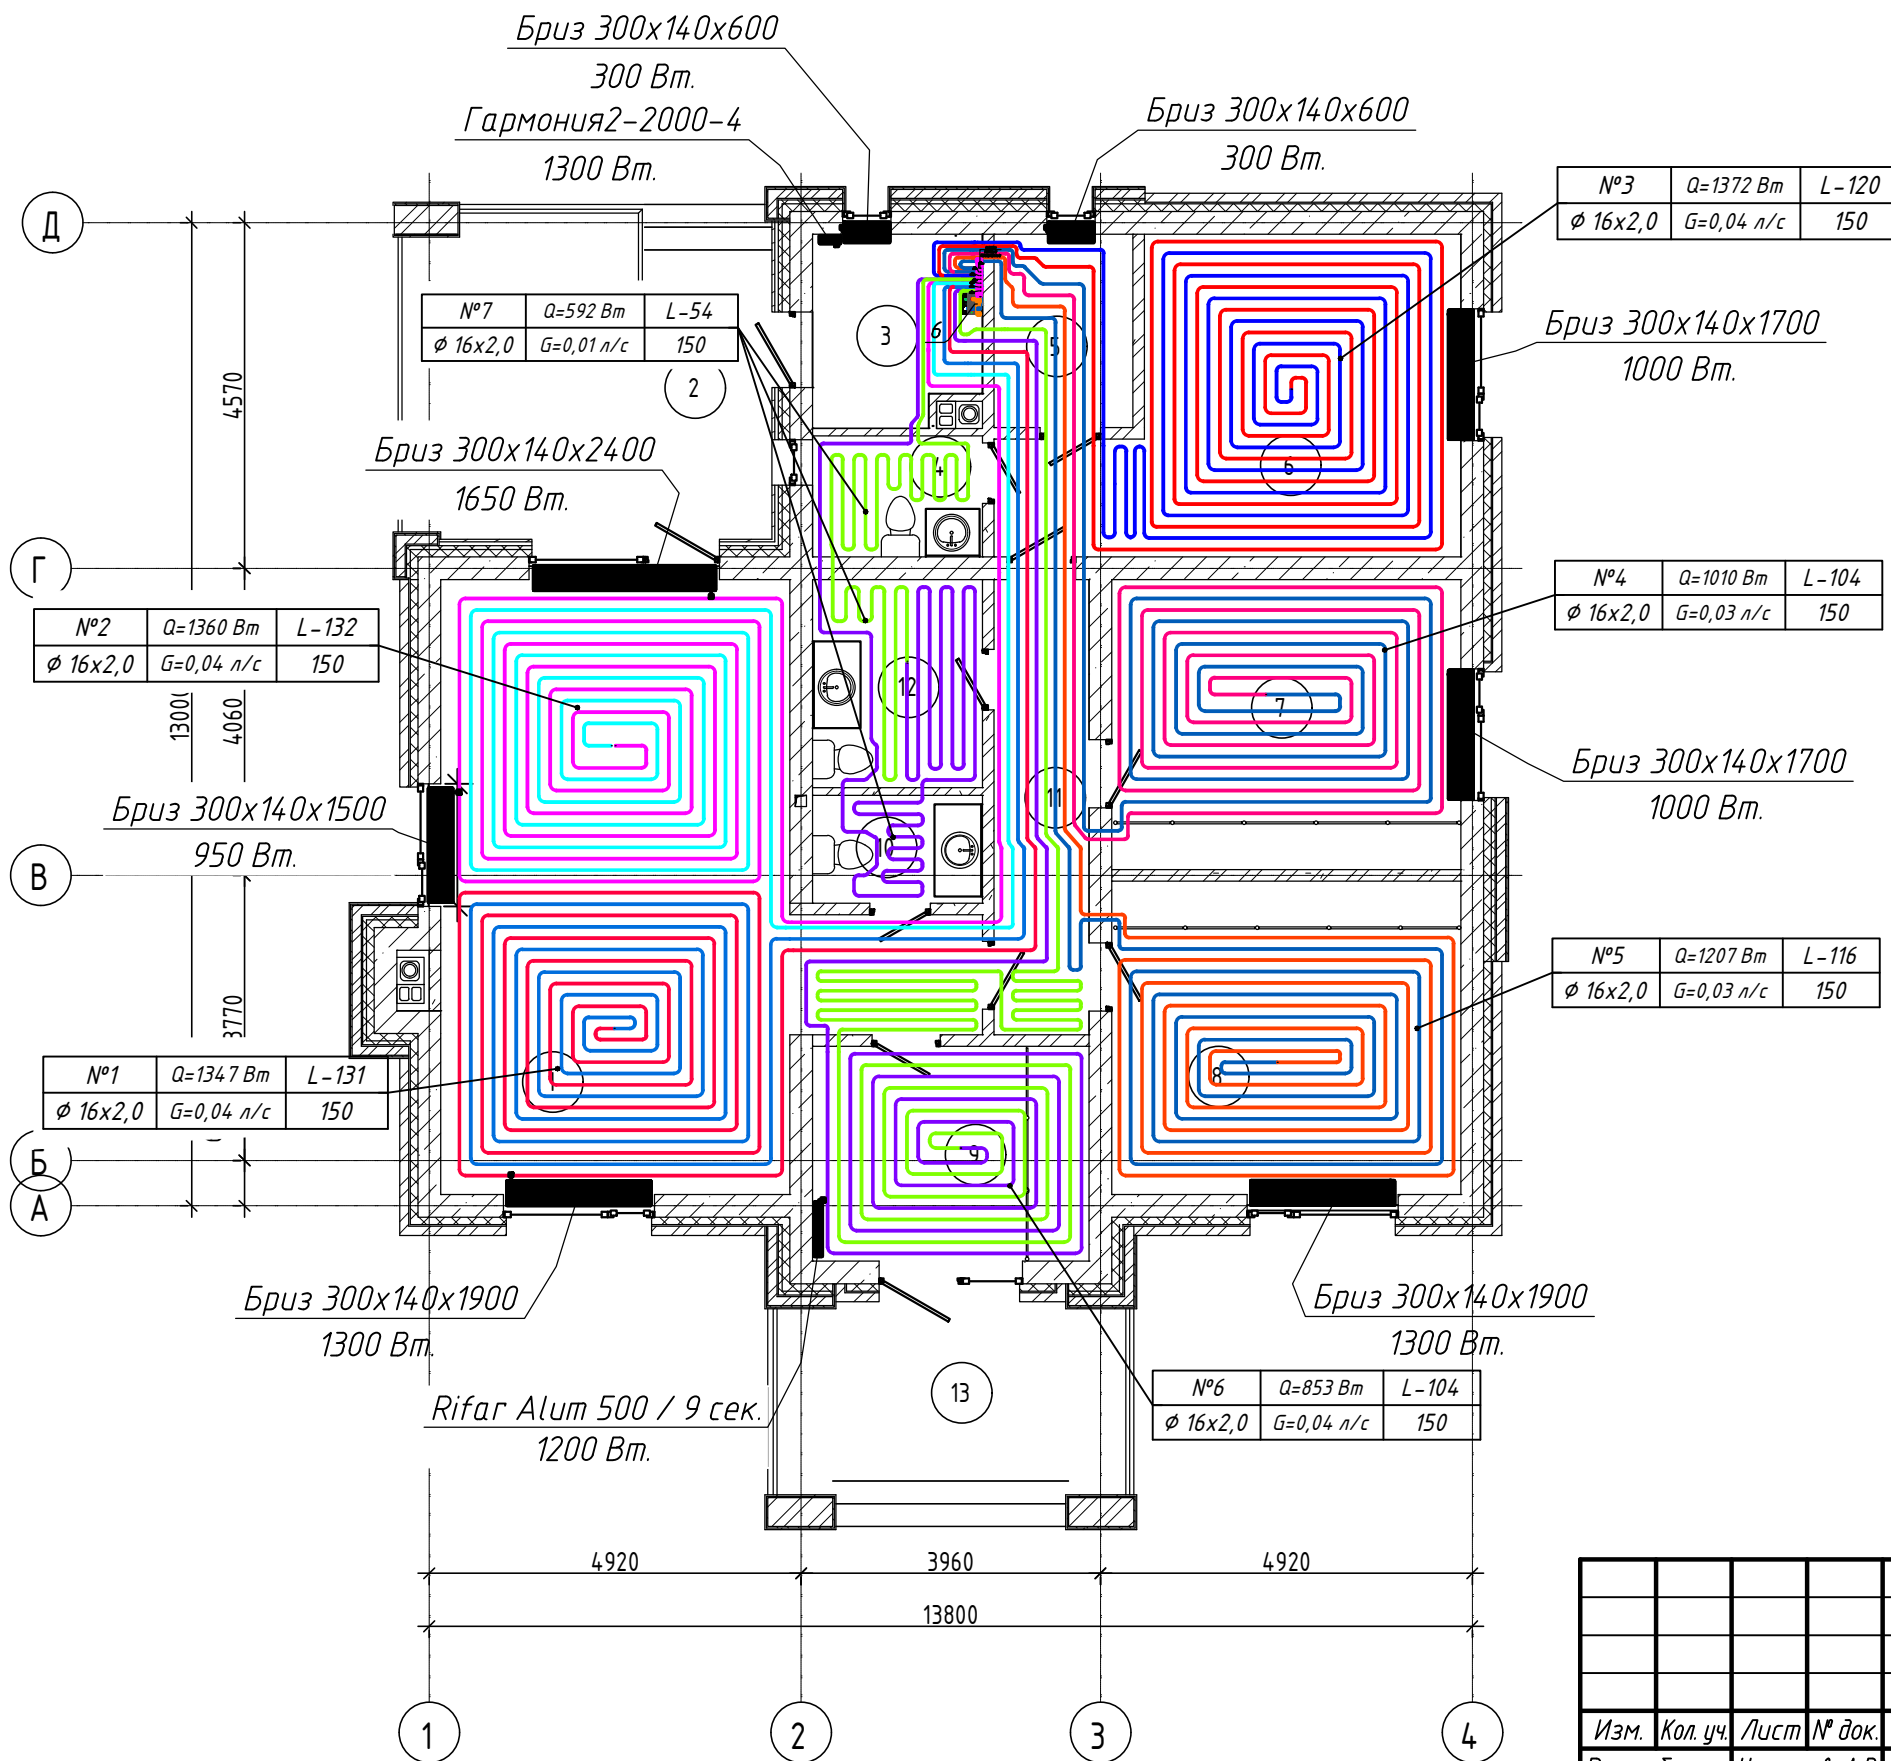 Бриз 300х140х600
300 Вт.
Гармония2-2000-4
1300 Вт.
Бриз 300х140х600
300 Вт.
Д
№3 Q=1372 Вт L-120
ϕ 16х2,0 G=0,04 л/с 150
№7 Q=592 Вт L-54
ϕ 16х2,0 G=0,01 л/с 150
3
6
5
Бриз 300х140х1700
1000 Вт.
2
4570
Бриз 300х140х2400
1650 Вт.
4
6
Г
№4 Q=1010 Вт L-104
ϕ 16х2,0 G=0,03 л/с 150
№2 Q=1360 Вт L-132
ϕ 16х2,0 G=0,04 л/с 150
12
7
1300
4060
Бриз 300х140х1700
1000 Вт.
Бриз 300х140х1500
950 Вт.
11
10
В
№5 Q=1207 Вт L-116
ϕ 16х2,0 G=0,03 л/с 150
3770
№1 Q=1347 Вт L-131
ϕ 16х2,0 G=0,04 л/с 150
1
8
9
Б
А
Бриз 300х140х1900
1300 Вт.
Бриз 300х140х1900
1300 Вт.
Rifar Alum 500 / 9 сек.
1200 Вт.
13
№6 Q=853 Вт L-104
ϕ 16х2,0 G=0,04 л/с 150
4920 3960 4920
13800
1 2 3 4
Изм. Кол. уч. Лист № док.